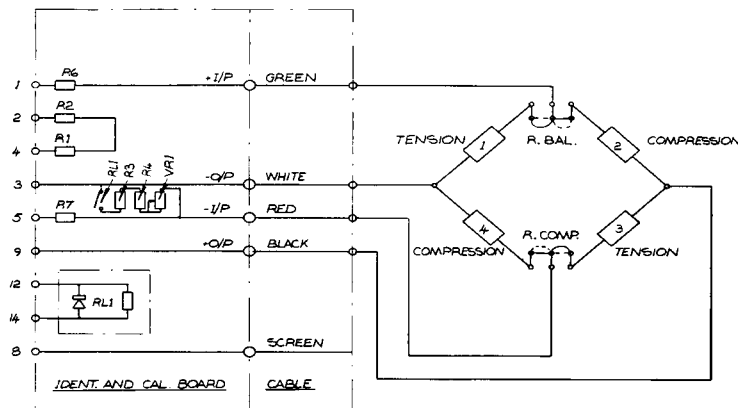 1 R6 +I/P GREEN
2 R2
4 R1
TENSION 1 R. BAL. 2 COMPRESSION
RL1 R3 R4 VR1
3 -O/P WHITE
5 R7 -I/P RED
9 +O/P BLACK
COMPRESSION 4 R. COMP. 3 TENSION
12
RL1
14
8 SCREEN
IDENT. AND CAL. BOARD CABLE